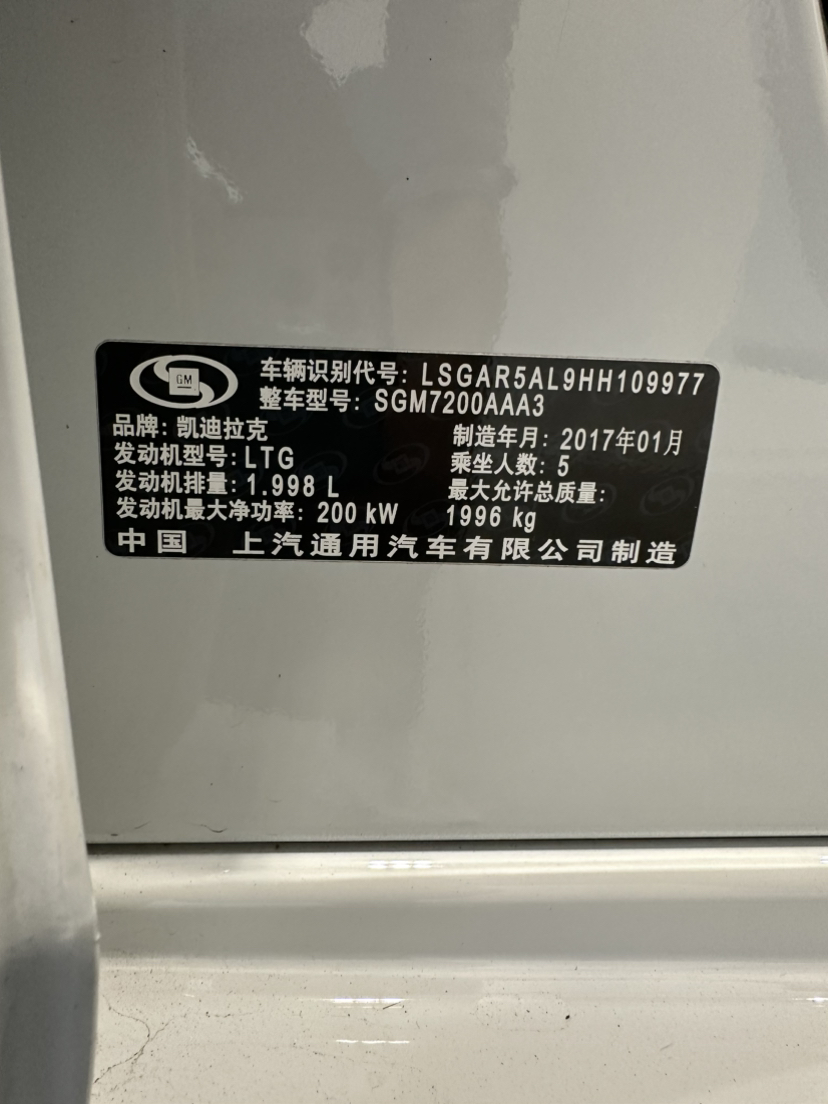 GM
车辆识别代号: LSGAR5AL9HH109977
整车型号: SGM7200AAA3
品牌: 凯迪拉克
制造年月: 2017年01月
发动机型号: LTG
乘坐人数: 5
发动机排量: 1.998 L
最大允许总质量:
发动机最大净功率: 200 kW
1996 kg
中国 上汽通用汽车有限公司制造